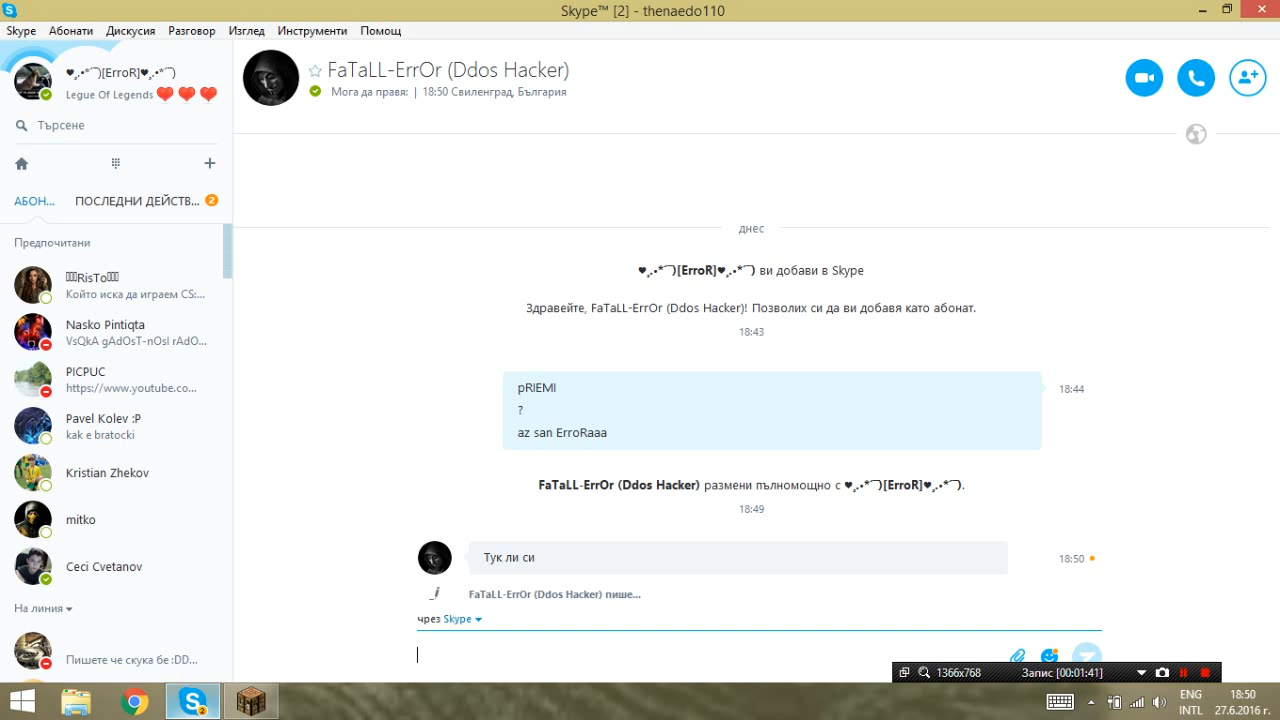 Skype™ [2] - thenaedo110
Skype Абонати Дискусия Разговор Изглед Инструменти Помощ
♥¸.•*¨¯)[ErroR]♥¸.•*¨¯)
Legue Of Legends
Търсене
АБОН... ПОСЛЕДНИ ДЕЙСТВ... 2
Предпочитани
RisTo
Който иска да играем CS:...
Nasko Pintiqta
VsQkA gAdOsT-nOsI rAdO...
PICPUC
https://www.youtube.co...
Pavel Kolev :P
kak e bratocki
Kristian Zhekov
mitko
Ceci Cvetanov
На линия
Пишете че скука бе :DD...
FaTaLL-ErrOr (Ddos Hacker)
Мога да правя: | 18:50 Свиленград, България
днес
♥¸.•*¨¯)[ErroR]♥¸.•*¨¯) ви добави в Skype
Здравейте, FaTaLL-ErrOr (Ddos Hacker)! Позволих си да ви добавя като абонат.
18:43
pRIEMI
?
az san ErroRaaa
18:44
FaTaLL-ErrOr (Ddos Hacker) размени пълномощно с ♥¸.•*¨¯)[ErroR]♥¸.•*¨¯).
18:49
Тук ли си
18:50
FaTaLL-ErrOr (Ddos Hacker) пише...
чрез Skype
1366x768 Запис [00:01:41]
2
ENG
INTL
18:50
27.6.2016 г.